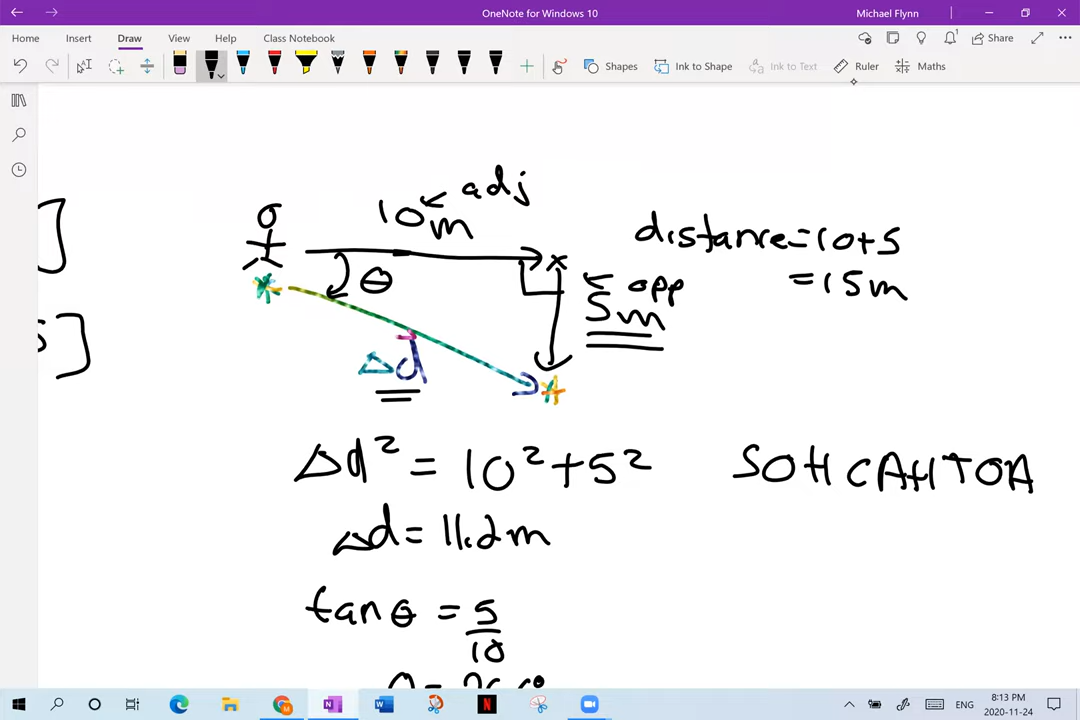 OneNote for Windows 10
Michael Flynn
Home Insert Draw View Help Class Notebook
Share
Shapes Ink to Shape Ink to Text Ruler Maths
10m ← adj
distance=10+5
=15m
θ
← opp
5m
Δd
Δd² = 10² + 5²
SOH CAH TOA
Δd = 11.2m
tanθ = 5/10
ENG
8:13 PM
2020-11-24